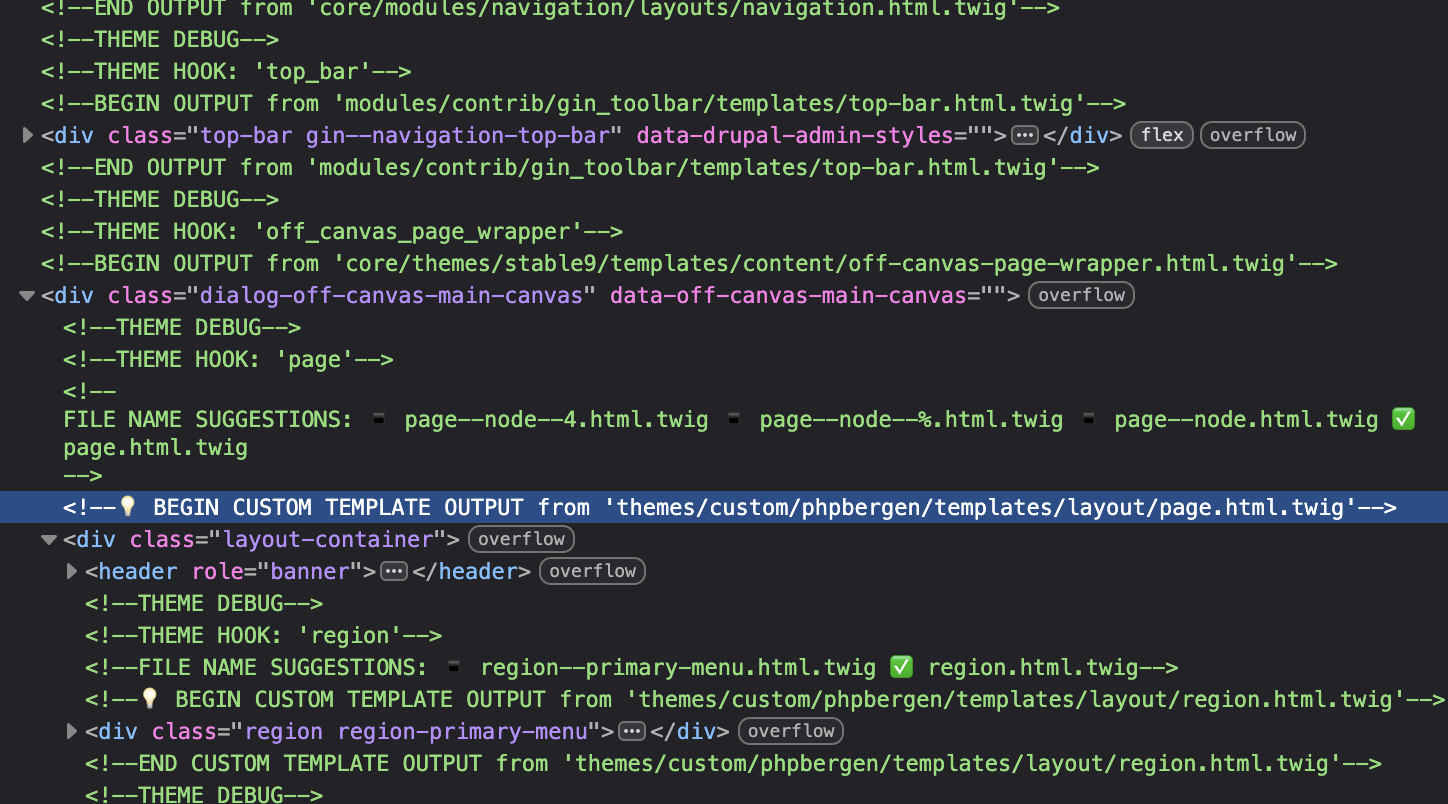 <!--END OUTPUT from 'core/modules/navigation/layouts/navigation.html.twig'-->
<!--THEME DEBUG-->
<!--THEME HOOK: 'top_bar'-->
<!--BEGIN OUTPUT from 'modules/contrib/gin_toolbar/templates/top-bar.html.twig'-->
<div class="top-bar gin--navigation-top-bar" data-drupal-admin-styles="">…</div> flex overflow
<!--END OUTPUT from 'modules/contrib/gin_toolbar/templates/top-bar.html.twig'-->
<!--THEME DEBUG-->
<!--THEME HOOK: 'off_canvas_page_wrapper'-->
<!--BEGIN OUTPUT from 'core/themes/stable9/templates/content/off-canvas-page-wrapper.html.twig'-->
<div class="dialog-off-canvas-main-canvas" data-off-canvas-main-canvas=""> overflow
<!--THEME DEBUG-->
<!--THEME HOOK: 'page'-->
<!--
FILE NAME SUGGESTIONS: ▪️ page--node--4.html.twig ▪️ page--node--%.html.twig ▪️ page--node.html.twig ✅
page.html.twig
-->
<!--💡 BEGIN CUSTOM TEMPLATE OUTPUT from 'themes/custom/phpbergen/templates/layout/page.html.twig'-->
<div class="layout-container"> overflow
<header role="banner">…</header> overflow
<!--THEME DEBUG-->
<!--THEME HOOK: 'region'-->
<!--FILE NAME SUGGESTIONS: ▪️ region--primary-menu.html.twig ✅ region.html.twig-->
<!--💡 BEGIN CUSTOM TEMPLATE OUTPUT from 'themes/custom/phpbergen/templates/layout/region.html.twig'-->
<div class="region region-primary-menu">…</div> overflow
<!--END CUSTOM TEMPLATE OUTPUT from 'themes/custom/phpbergen/templates/layout/region.html.twig'-->
<!--THEME DEBUG-->